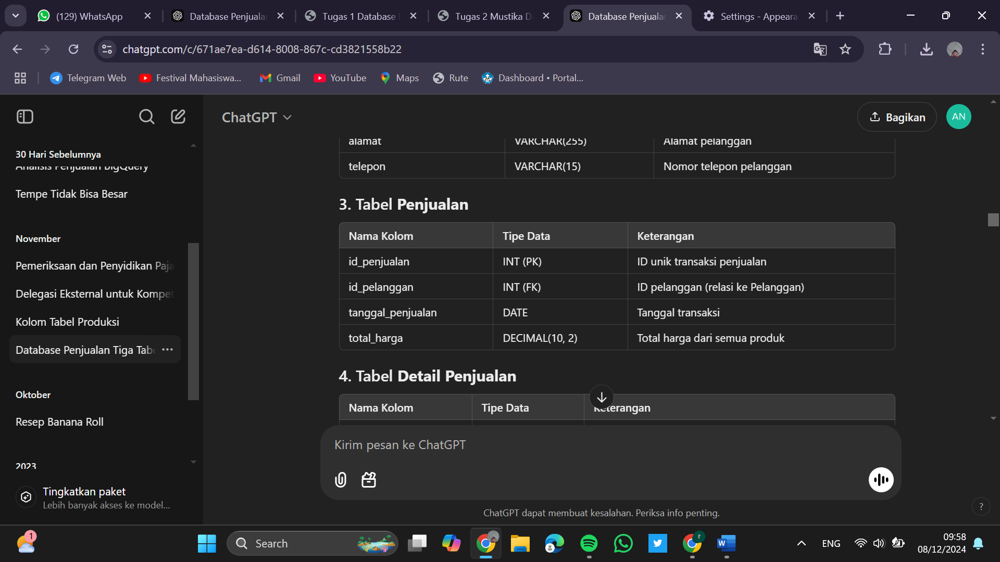 (129) WhatsApp
Database Penjuala
Tugas 1 Database
Tugas 2 Mustika D
Database Penjuala
Settings - Appeara
chatgpt.com/c/671ae7ea-d614-8008-867c-cd3821558b22
Telegram Web
Festival Mahasiswa...
Gmail
YouTube
Maps
Rute
Dashboard • Portal...
ChatGPT
Bagikan
AN
30 Hari Sebelumnya
Analisis Penjualan BigQuery
Tempe Tidak Bisa Besar
November
Pemeriksaan dan Penyidikan Paja
Delegasi Eksternal untuk Kompet
Kolom Tabel Produksi
Database Penjualan Tiga Tabe
Oktober
Resep Banana Roll
2023
Tingkatkan paket
Lebih banyak akses ke model...
alamat VARCHAR(255) Alamat pelanggan
telepon VARCHAR(15) Nomor telepon pelanggan
3. Tabel Penjualan
Nama Kolom Tipe Data Keterangan
id_penjualan INT (PK) ID unik transaksi penjualan
id_pelanggan INT (FK) ID pelanggan (relasi ke Pelanggan)
tanggal_penjualan DATE Tanggal transaksi
total_harga DECIMAL(10, 2) Total harga dari semua produk
4. Tabel Detail Penjualan
Nama Kolom Tipe Data Keterangan
Kirim pesan ke ChatGPT
ChatGPT dapat membuat kesalahan. Periksa info penting.
?
1
Search
r
ENG
09:58
08/12/2024